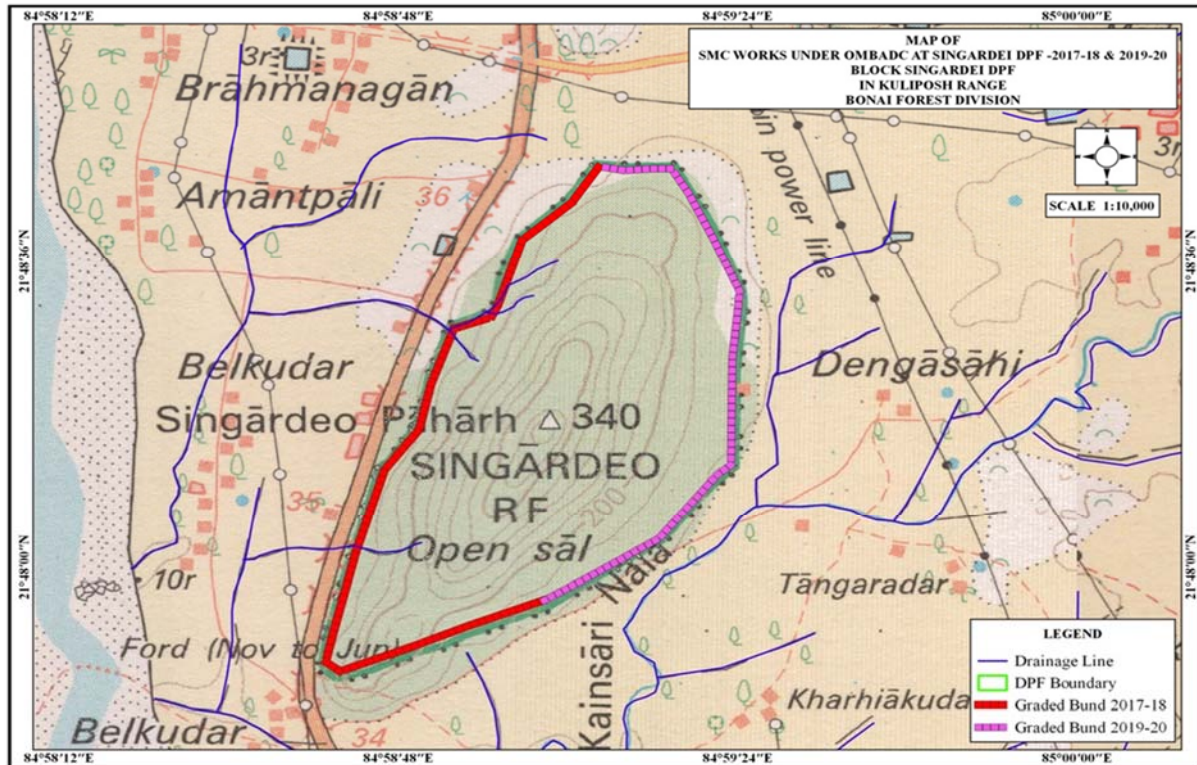 84°58′12″E 84°58′48″E 84°59′24″E 85°00′00″E
MAP OF
SMC WORKS UNDER OMBADC AT SINGARDEI DPF -2017-18 & 2019-20
BLOCK SINGARDEI DPF
IN KULIPOSH RANGE
BONAI FOREST DIVISION
3r
Brāhmanagān
Amāntpāli
36
power line
3r
SCALE 1:10,000
21°48′36″N
21°48′36″N
Belkudar
Dengāsāhi
Singārdeo Pāhārh 340
SINGĀRDEO
RF
200
35
Open sāl
10r
21°48′00″N
21°48′00″N
Tāngaradar
Kainsāri Nāla
Ford (Nov to Jun)
Kharhiākuda
Belkudar
34
LEGEND
Drainage Line
DPF Boundary
Graded Bund 2017-18
Graded Bund 2019-20
84°58′12″E 84°58′48″E 84°59′24″E 85°00′00″E